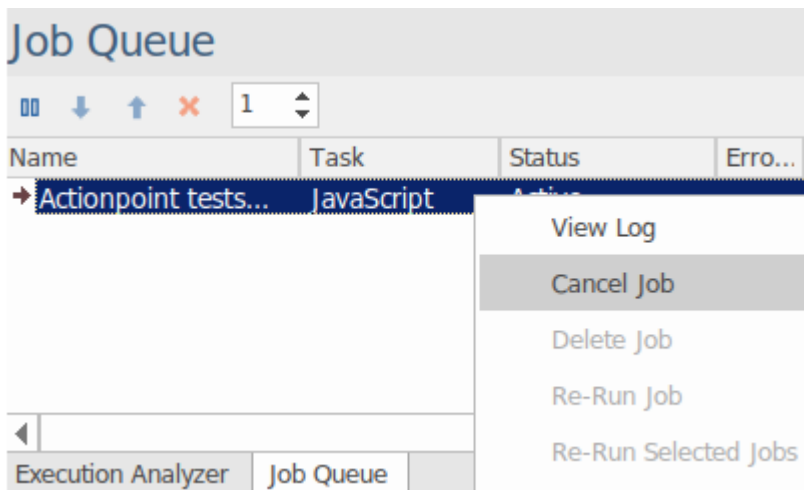 Job Queue
1
Name Task Status Erro...
Actionpoint tests... JavaScript
View Log
Cancel Job
Delete Job
Re-Run Job
Re-Run Selected Jobs
Execution Analyzer Job Queue